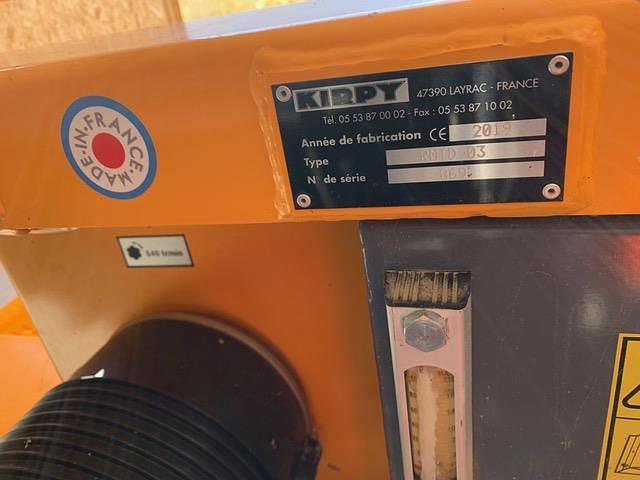 KIRPY 47390 LAYRAC - FRANCE
Tél. 05 53 87 00 02 - Fax : 05 53 87 10 02
Année de fabrication CE 2019
Type 03
N° de série
MADE IN FRANCE
540 tr/min